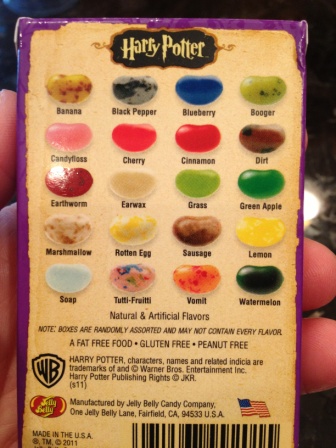 Harry Potter
Banana Black Pepper Blueberry Booger
Candyfloss Cherry Cinnamon Dirt
Earthworm Earwax Grass Green Apple
Marshmallow Rotten Egg Sausage Lemon
Soap Tutti-Fruitti Vomit Watermelon
Natural & Artificial Flavors
NOTE: BOXES ARE RANDOMLY ASSORTED AND MAY NOT CONTAIN EVERY FLAVOR.
A FAT FREE FOOD • GLUTEN FREE • PEANUT FREE
WB
HARRY POTTER, characters, names and related indicia are
trademarks of and © Warner Bros. Entertainment Inc.
Harry Potter Publishing Rights © JKR.
(s11)
Jelly Belly
Manufactured by Jelly Belly Candy Company,
One Jelly Belly Lane, Fairfield, CA 94533 U.S.A.
MADE IN THE U.S.A.
®, ™, © 2011